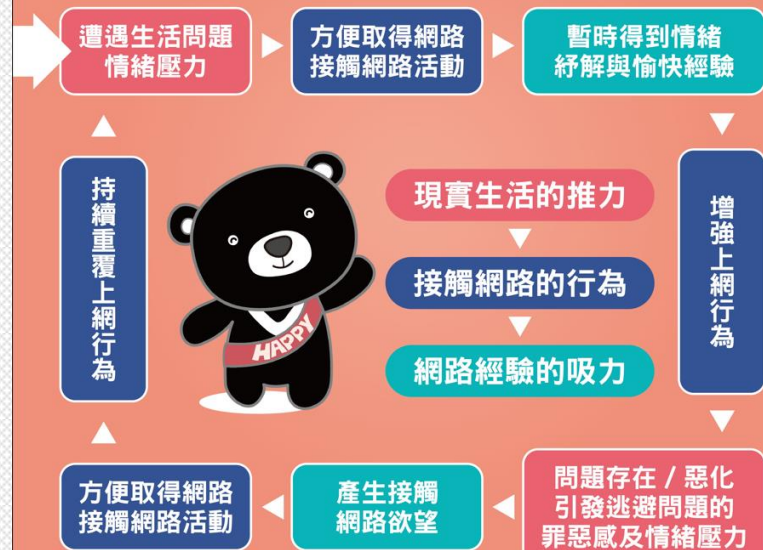 遭遇生活問題
情緒壓力
方便取得網路
接觸網路活動
暫時得到情緒
紓解與愉快經驗
增強上網行為
問題存在 / 惡化
引發逃避問題的
罪惡感及情緒壓力
產生接觸
網路欲望
方便取得網路
接觸網路活動
持續重覆上網行為
現實生活的推力
接觸網路的行為
網路經驗的吸力
HAPPY